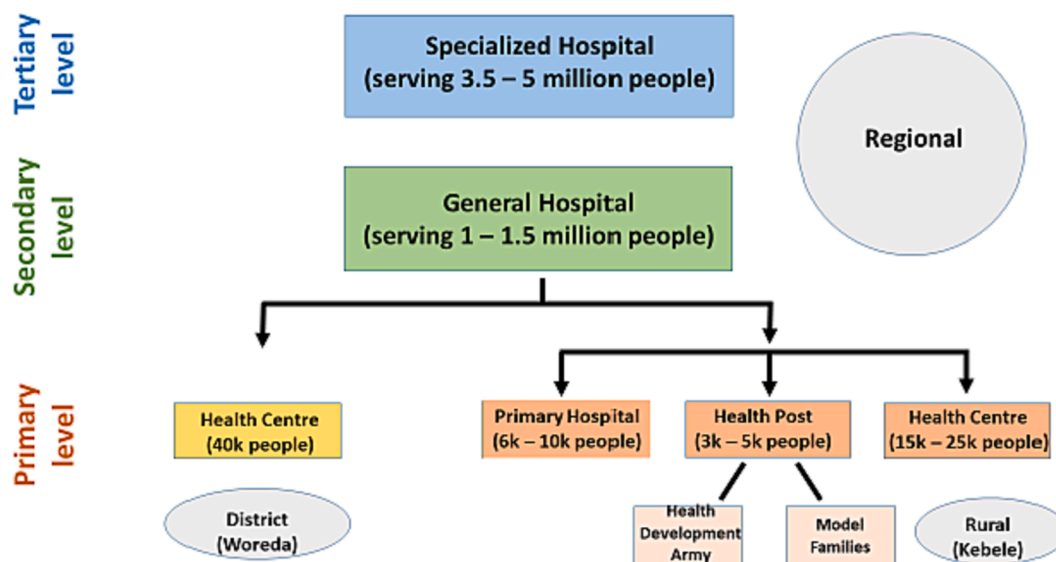 Tertiary
level
Specialized Hospital
(serving 3.5 – 5 million people)
Regional
Secondary
level
General Hospital
(serving 1 – 1.5 million people)
Primary
level
Health Centre
(40k people)
Primary Hospital
(6k – 10k people)
Health Post
(3k – 5k people)
Health Centre
(15k – 25k people)
District
(Woreda)
Health
Development
Army
Model
Families
Rural
(Kebele)